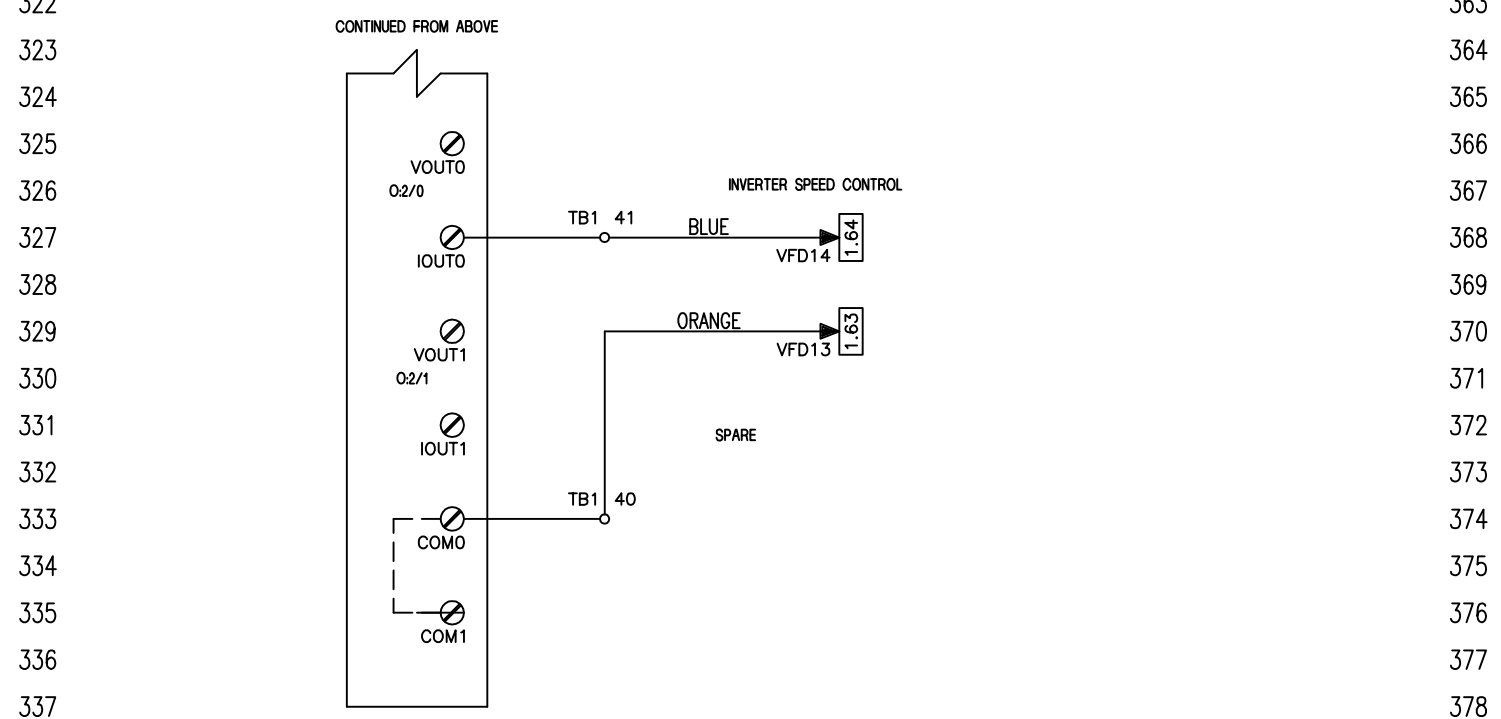 322
363
CONTINUED FROM ABOVE
323
364
324
365
325
366
VOUT0
326
O:2/0
INVERTER SPEED CONTROL
367
TB1 41
BLUE
327
1.64
368
IOUT0
VFD14
328
369
ORANGE
329
1.63
370
VOUT1
VFD13
330
O:2/1
371
331
372
IOUT1
SPARE
332
373
TB1 40
333
374
COM0
334
375
335
376
COM1
336
377
337
378